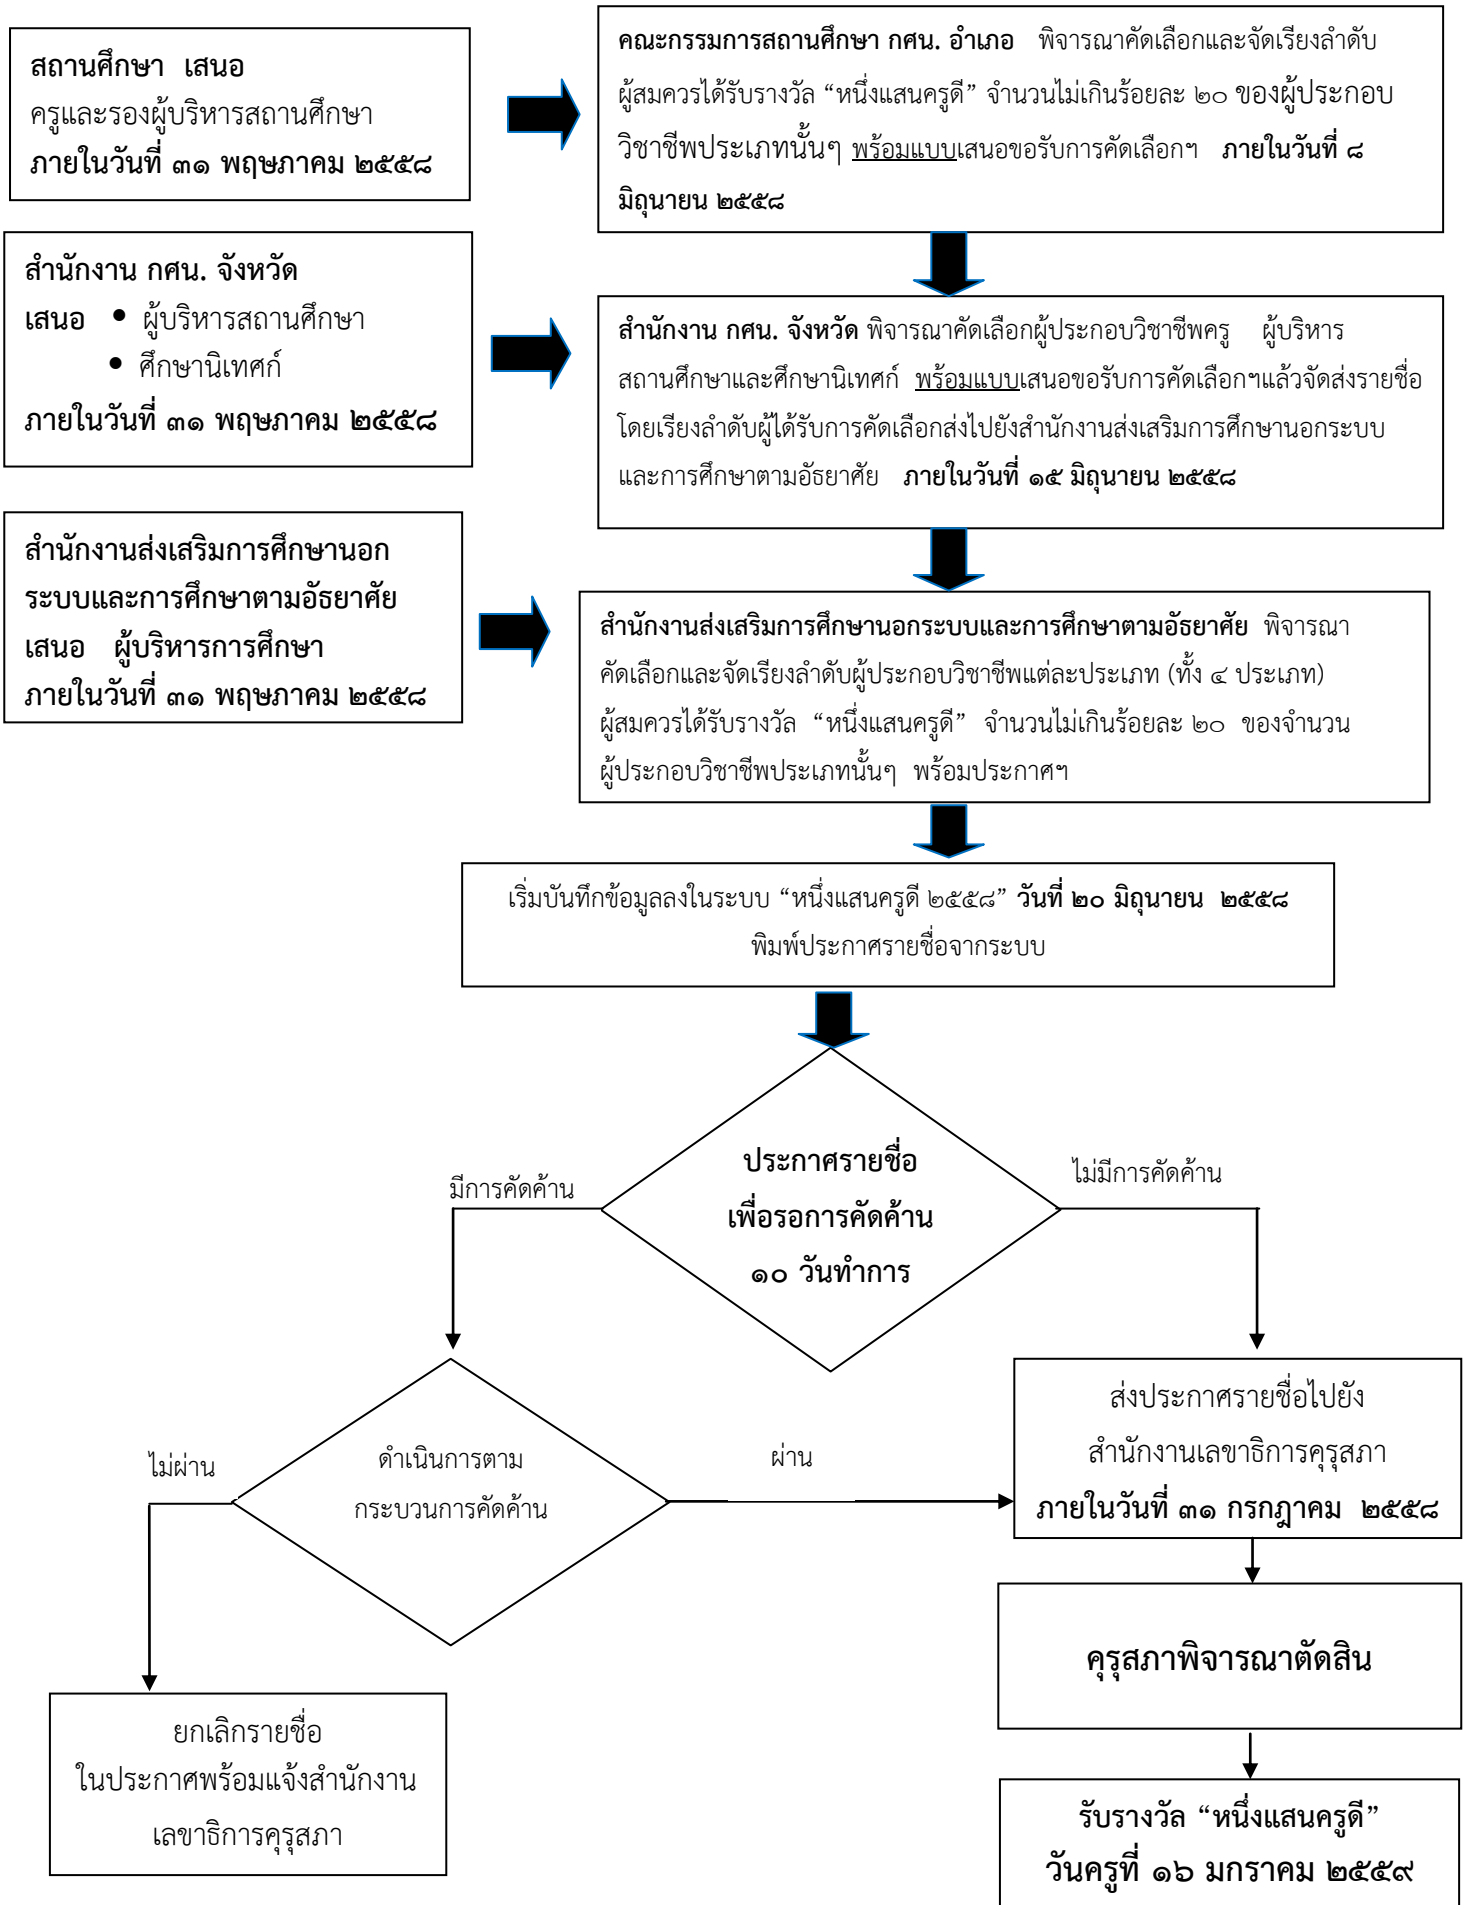 สถานศึกษา เสนอ
ครูและรองผู้บริหารสถานศึกษา
ภายในวันที่ ๓๑ พฤษภาคม ๒๕๕๘
คณะกรรมการสถานศึกษา กศน. อำเภอ พิจารณาคัดเลือกและจัดเรียงลำดับ
ผู้สมควรได้รับรางวัล “หนึ่งแสนครูดี” จำนวนไม่เกินร้อยละ ๒๐ ของผู้ประกอบ
วิชาชีพประเภทนั้นๆ พร้อมแบบเสนอขอรับการคัดเลือกฯ ภายในวันที่ ๘
มิถุนายน ๒๕๕๘
สำนักงาน กศน. จังหวัด
เสนอ • ผู้บริหารสถานศึกษา
• ศึกษานิเทศก์
ภายในวันที่ ๓๑ พฤษภาคม ๒๕๕๘
สำนักงาน กศน. จังหวัด พิจารณาคัดเลือกผู้ประกอบวิชาชีพครู ผู้บริหาร
สถานศึกษาและศึกษานิเทศก์ พร้อมแบบเสนอขอรับการคัดเลือกฯแล้วจัดส่งรายชื่อ
โดยเรียงลำดับผู้ได้รับการคัดเลือกส่งไปยังสำนักงานส่งเสริมการศึกษานอกระบบ
และการศึกษาตามอัธยาศัย ภายในวันที่ ๑๕ มิถุนายน ๒๕๕๘
สำนักงานส่งเสริมการศึกษานอก
ระบบและการศึกษาตามอัธยาศัย
เสนอ ผู้บริหารการศึกษา
ภายในวันที่ ๓๑ พฤษภาคม ๒๕๕๘
สำนักงานส่งเสริมการศึกษานอกระบบและการศึกษาตามอัธยาศัย พิจารณา
คัดเลือกและจัดเรียงลำดับผู้ประกอบวิชาชีพแต่ละประเภท (ทั้ง ๔ ประเภท)
ผู้สมควรได้รับรางวัล “หนึ่งแสนครูดี” จำนวนไม่เกินร้อยละ ๒๐ ของจำนวน
ผู้ประกอบวิชาชีพประเภทนั้นๆ พร้อมประกาศฯ
เริ่มบันทึกข้อมูลลงในระบบ “หนึ่งแสนครูดี ๒๕๕๘” วันที่ ๒๐ มิถุนายน ๒๕๕๘
พิมพ์ประกาศรายชื่อจากระบบ
ประกาศรายชื่อ
เพื่อรอการคัดค้าน
๑๐ วันทำการ
มีการคัดค้าน
ไม่มีการคัดค้าน
ดำเนินการตาม
กระบวนการคัดค้าน
ไม่ผ่าน
ผ่าน
ส่งประกาศรายชื่อไปยัง
สำนักงานเลขาธิการคุรุสภา
ภายในวันที่ ๓๑ กรกฎาคม ๒๕๕๘
คุรุสภาพิจารณาตัดสิน
ยกเลิกรายชื่อ
ในประกาศพร้อมแจ้งสำนักงาน
เลขาธิการคุรุสภา
รับรางวัล “หนึ่งแสนครูดี”
วันครูที่ ๑๖ มกราคม ๒๕๕๙